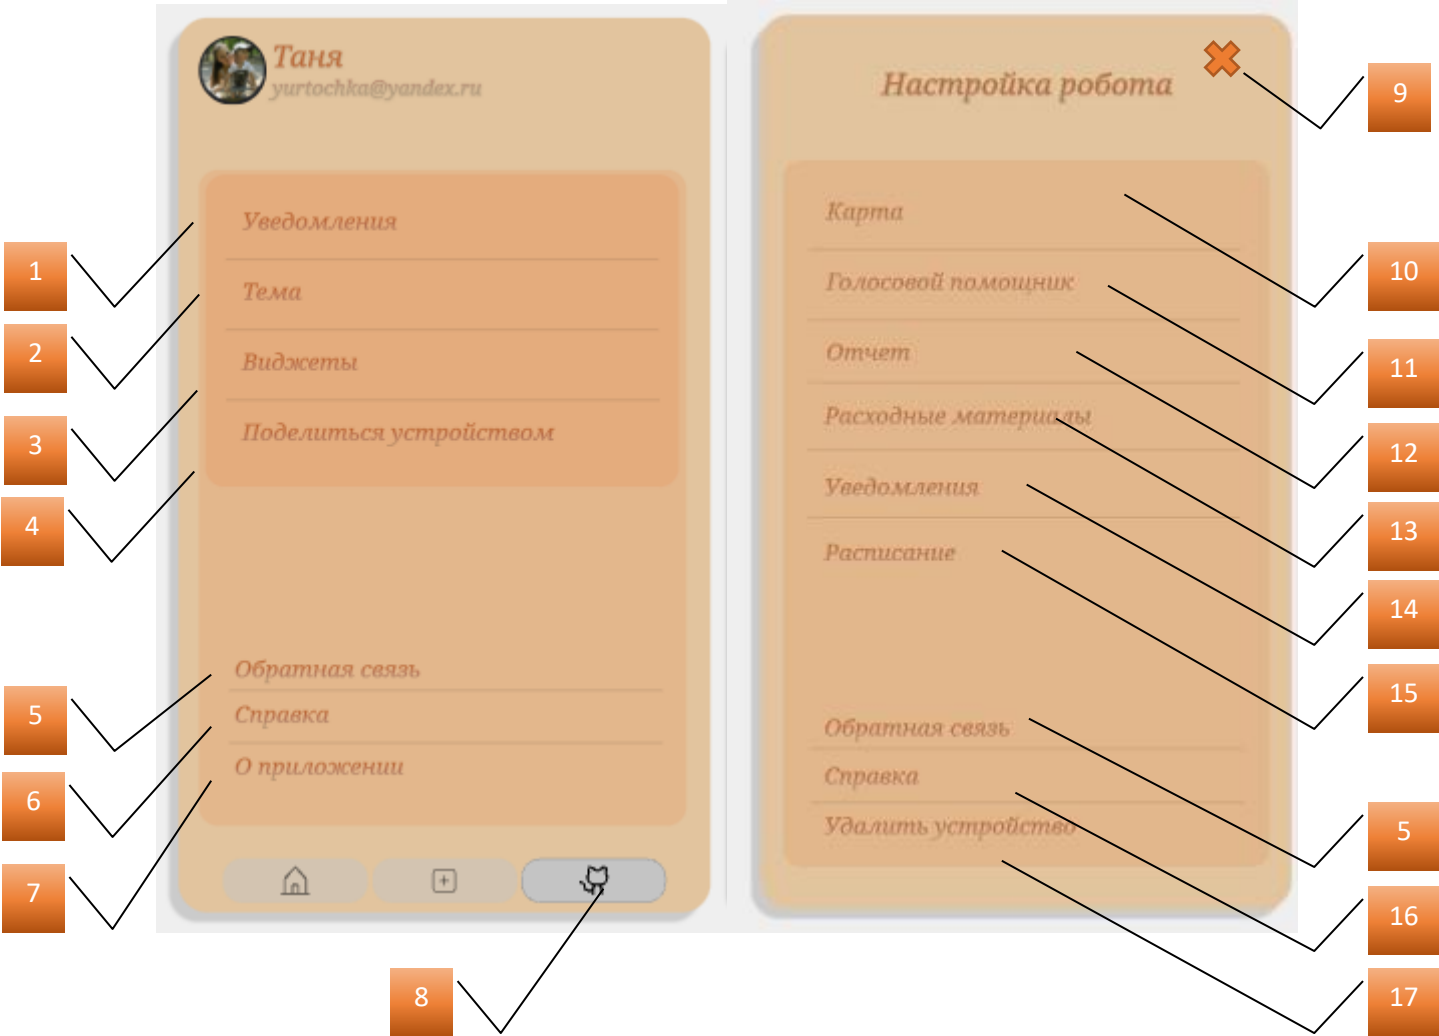 Таня
yurtochka@yandex.ru
Уведомления
Тема
Виджеты
Поделиться устройством
Обратная связь
Справка
О приложении
1
2
3
4
5
6
7
8
Настройка робота
Карта
Голосовой помощник
Отчет
Расходные материалы
Уведомления
Расписание
Обратная связь
Справка
Удалить устройство
9
10
11
12
13
14
15
5
16
17